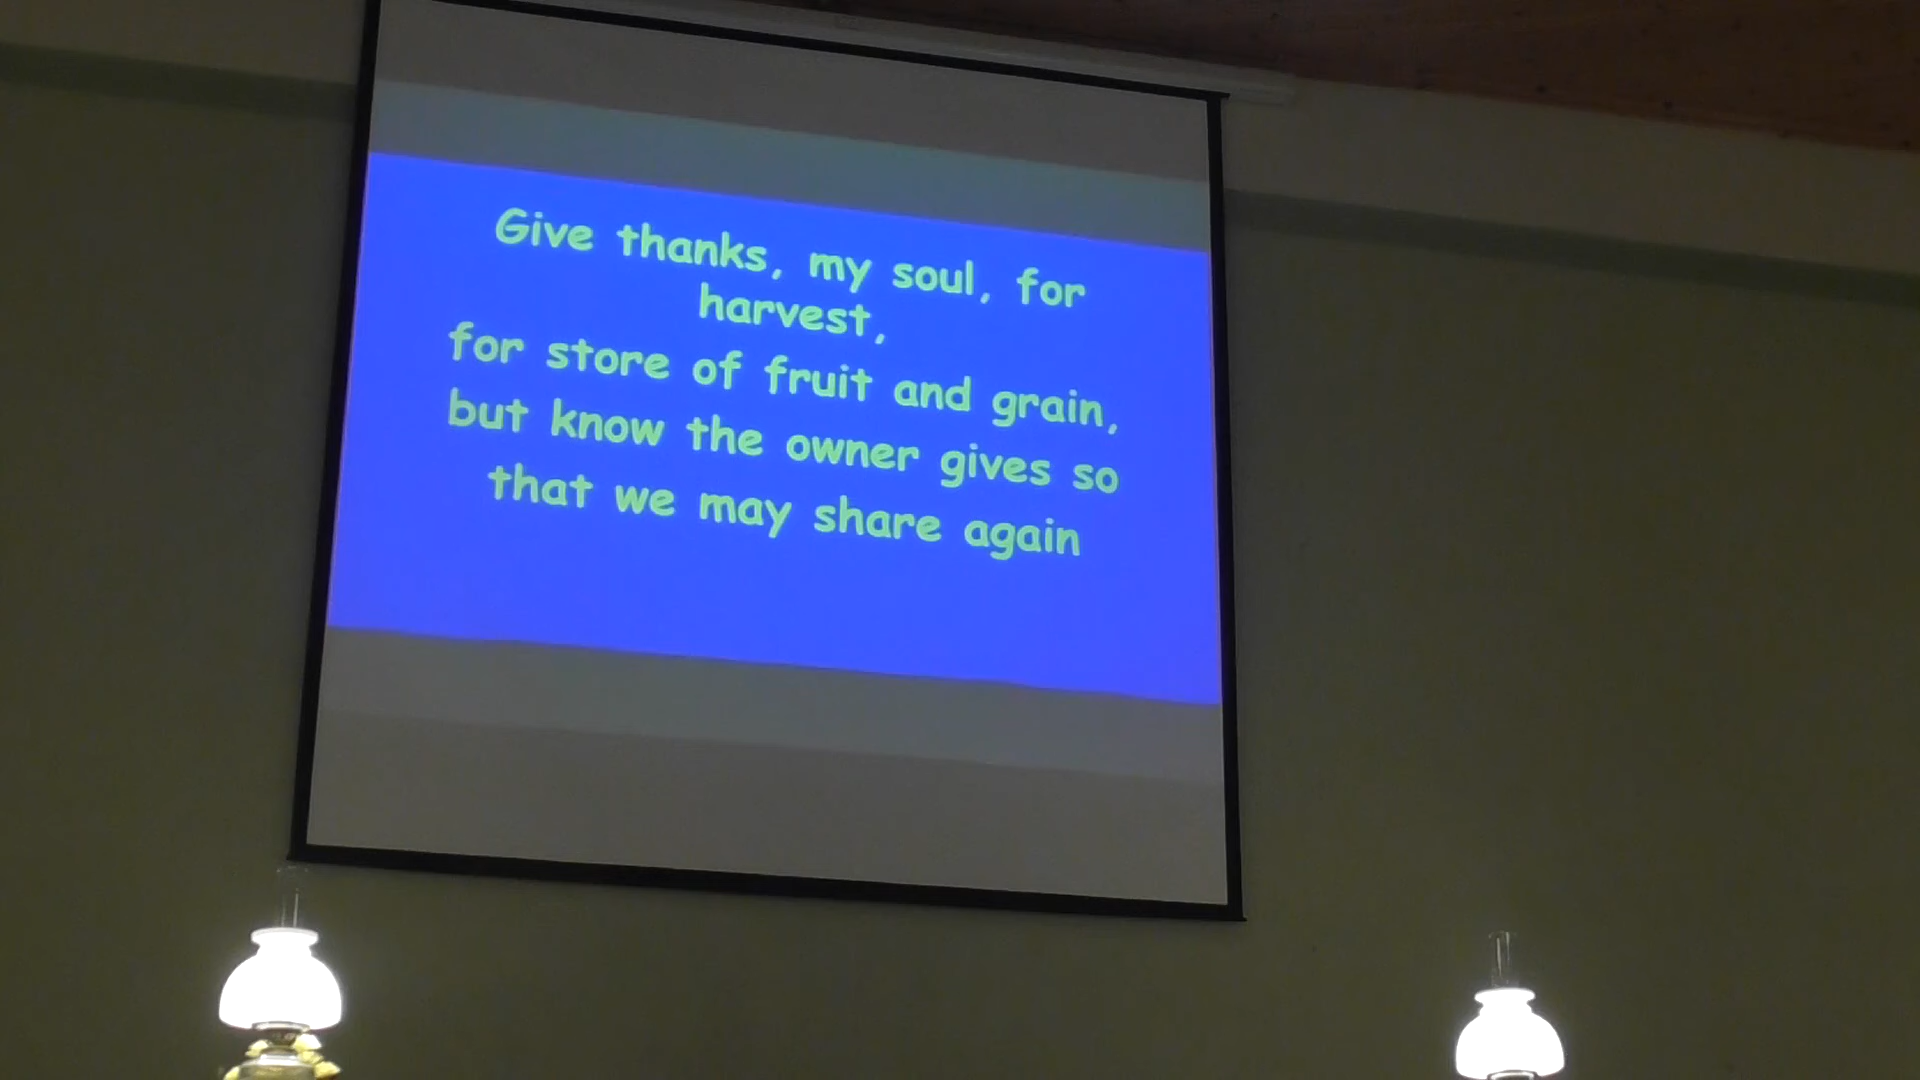 Give thanks, my soul, for
harvest,
for store of fruit and grain,
but know the owner gives so
that we may share again